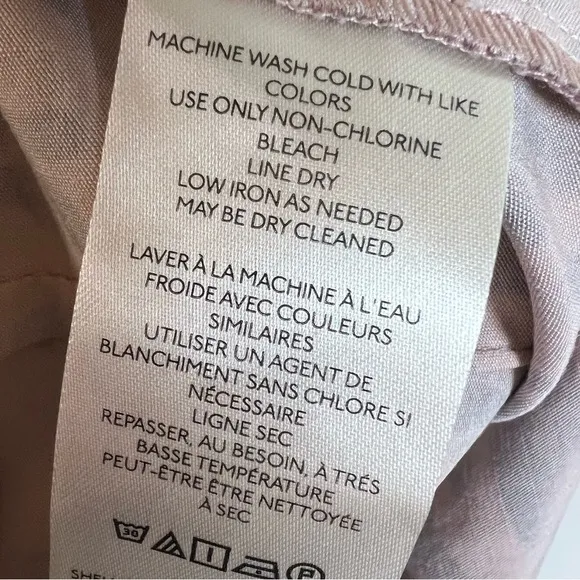 MACHINE WASH COLD WITH LIKE
COLORS
USE ONLY NON-CHLORINE
BLEACH
LINE DRY
LOW IRON AS NEEDED
MAY BE DRY CLEANED
LAVER À LA MACHINE À L'EAU
FROIDE AVEC COULEURS
SIMILAIRES
UTILISER UN AGENT DE
BLANCHIMENT SANS CHLORE SI
NÉCESSAIRE
LIGNE SEC
REPASSER, AU BESOIN, À TRÉS
BASSE TEMPÉRATURE
PEUT-ÊTRE ÊTRE NETTOYÉE
À SEC
30 P